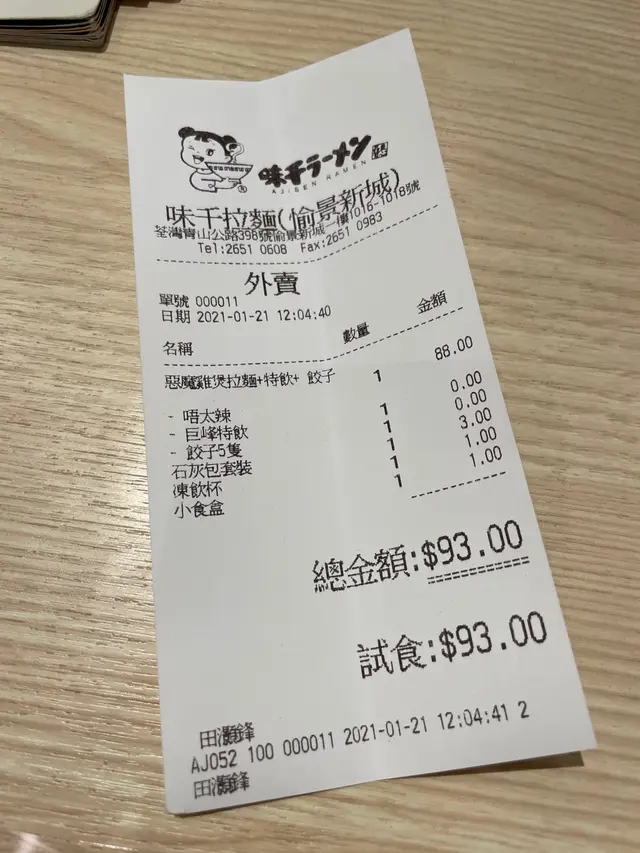 味千ラーメン
AJISEN RAMEN
味千拉麵(愉景新城)
荃灣青山公路398號愉景新城一樓1016-1018號
Tel:2651 0608 Fax:2651 0983
外賣
單號 000011
日期 2021-01-21 12:04:40
名稱 數量 金額
惡魔雞煲拉麵+特飲+ 餃子 1 88.00
- 唔太辣 1 0.00
- 巨峰特飲 1 0.00
- 餃子5隻 1 3.00
石灰包套裝 1 1.00
凍飲杯 1 1.00
小食盒
總金額:$93.00
試食:$93.00
田灝鋒
AJ052 100 000011 2021-01-21 12:04:41 2
田灝鋒